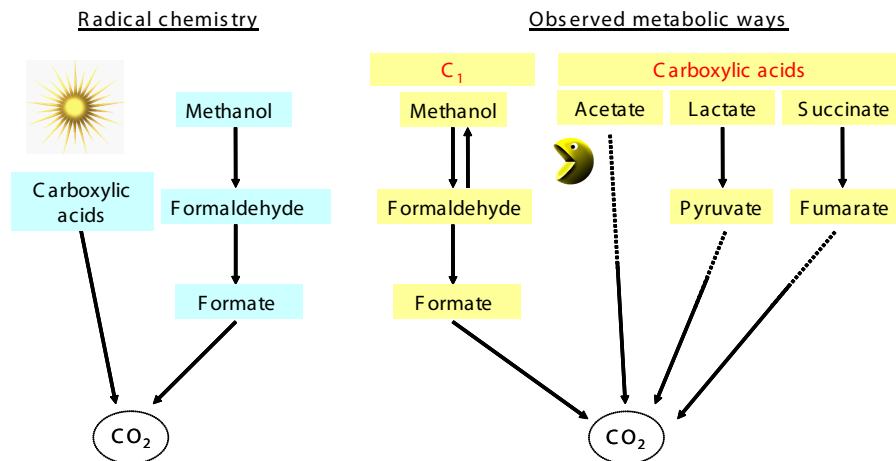 Radical chemistry
Methanol
Carboxylic
acids
Formaldehyde
Formate
CO₂
Observed metabolic ways
C₁
Carboxylic acids
Methanol
Acetate
Lactate
Succinate
Formaldehyde
Pyruvate
Fumarate
Formate
CO₂